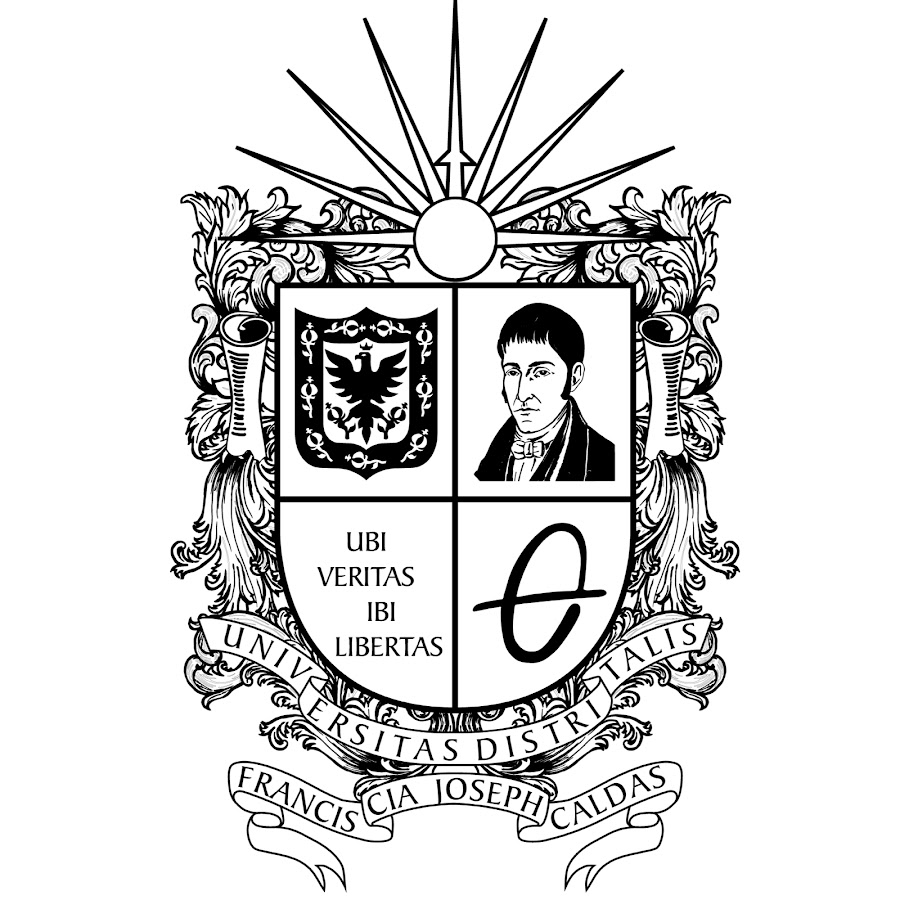 UBI
VERITAS
IBI
LIBERTAS
UNIVERSITAS DISTRITALIS
FRANCISCIA JOSEPH CALDAS